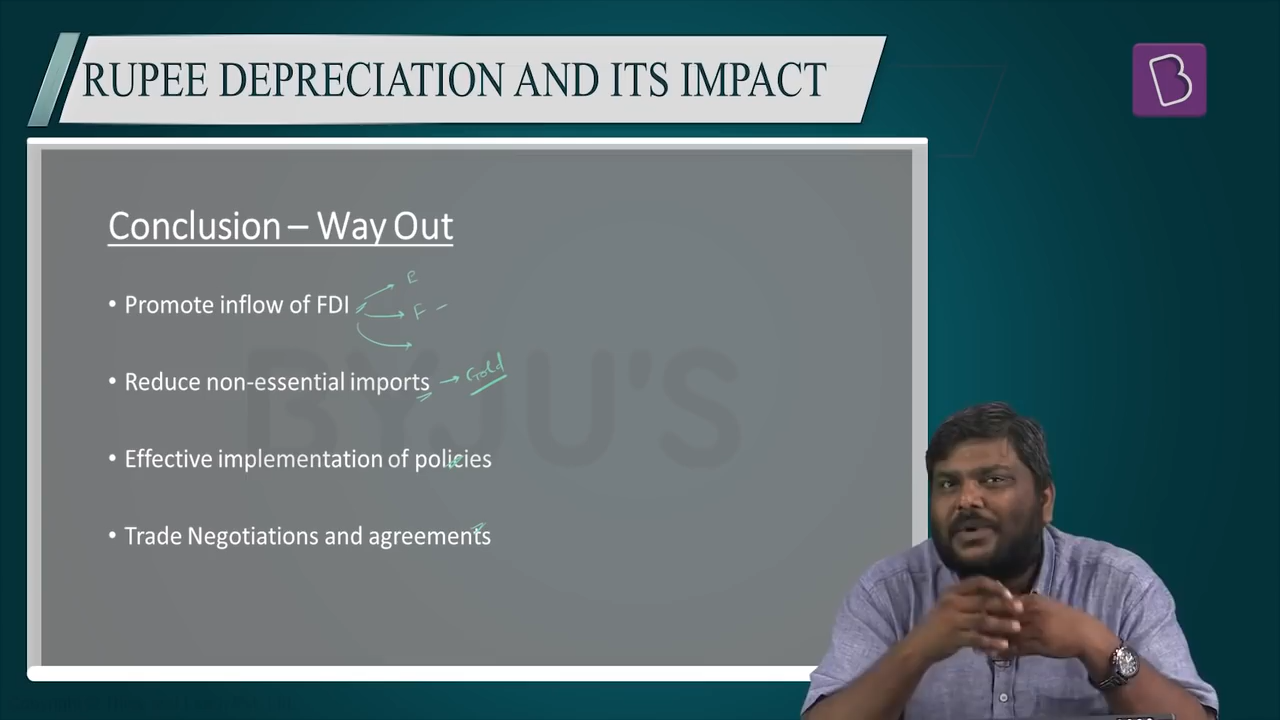 RUPEE DEPRECIATION AND ITS IMPACT
Conclusion – Way Out
• Promote inflow of FDI
F
• Reduce non-essential imports → Gold
• Effective implementation of policies
• Trade Negotiations and agreements
BYJU'S
B